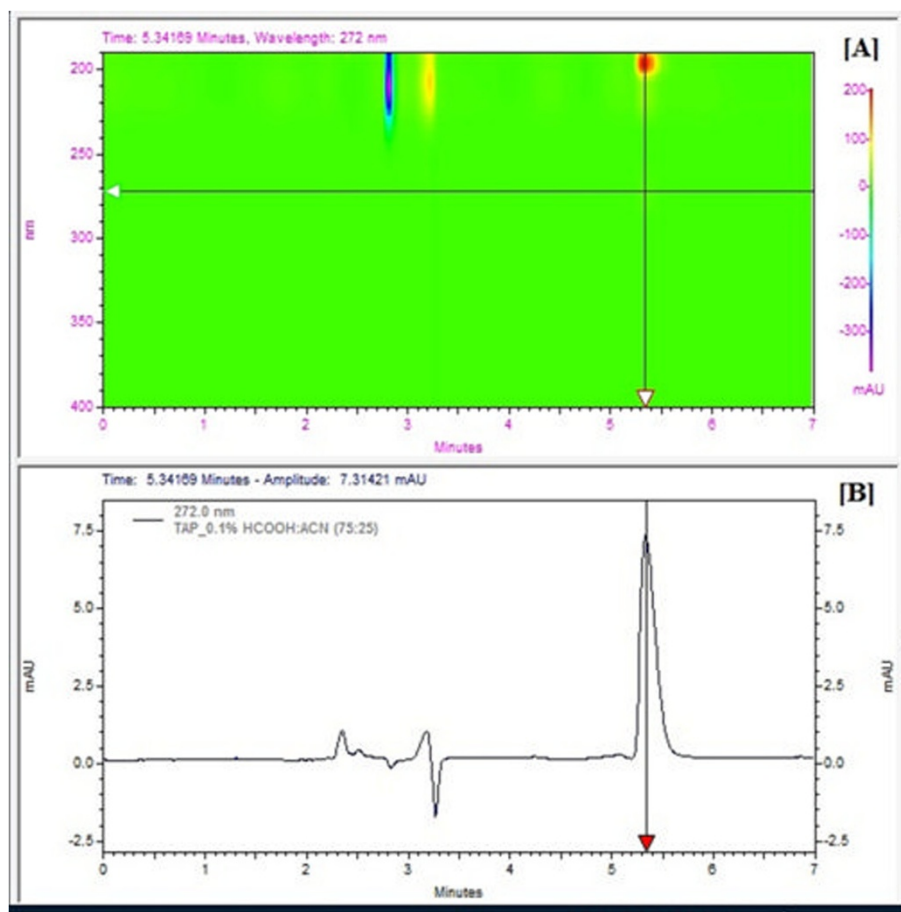 Time: 5.34169 Minutes, Wavelength: 272 nm
[A]
200
250
300
350
400
nm
0 1 2 3 4 5 6 7
Minutes
200
100
0
-100
-200
-300
mAU
Time: 5.34169 Minutes - Amplitude: 7.31421 mAU
[B]
272.0 nm
TAP_0.1% HCOOH:ACN (75:25)
7.5
5.0
2.5
0.0
-2.5
mAU
7.5
5.0
2.5
0.0
-2.5
mAU
0 1 2 3 4 5 6 7
Minutes